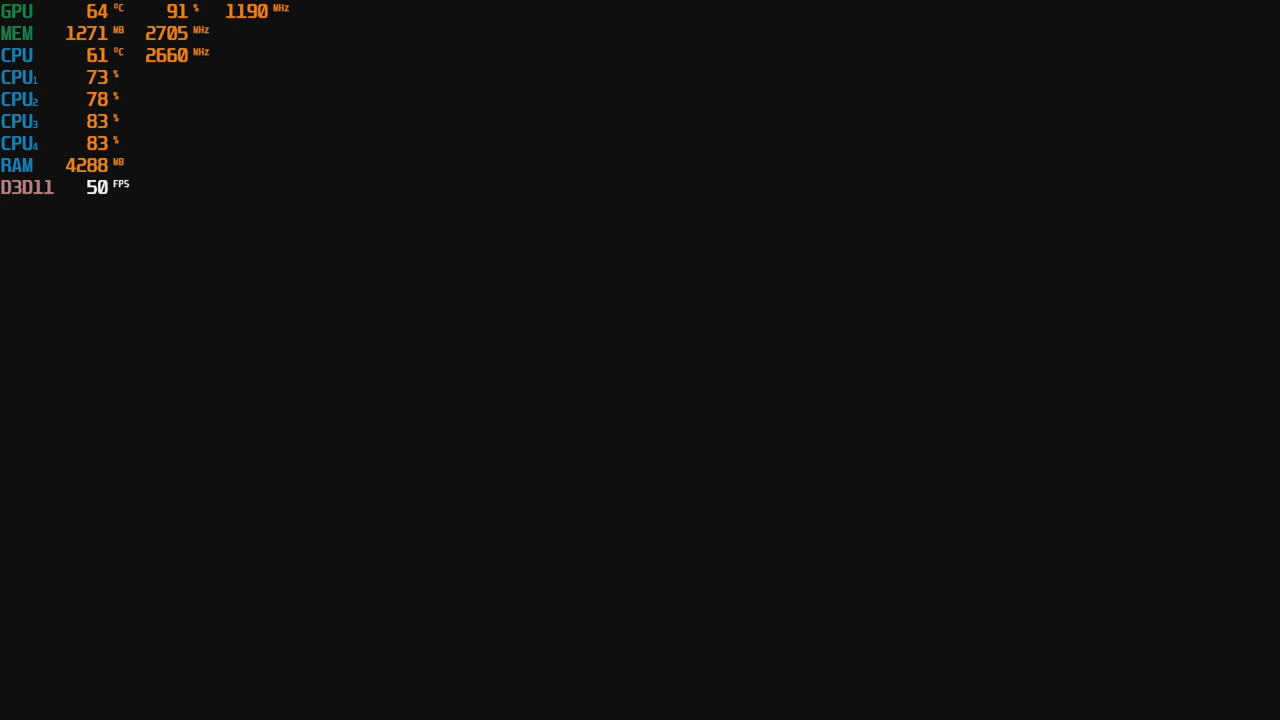 GPU 64 °C 91 % 1190 MHz
MEM 1271 MB 2705 MHz
CPU 61 °C 2660 MHz
CPU1 73 %
CPU2 78 %
CPU3 83 %
CPU4 83 %
RAM 4288 MB
D3D11 50 FPS